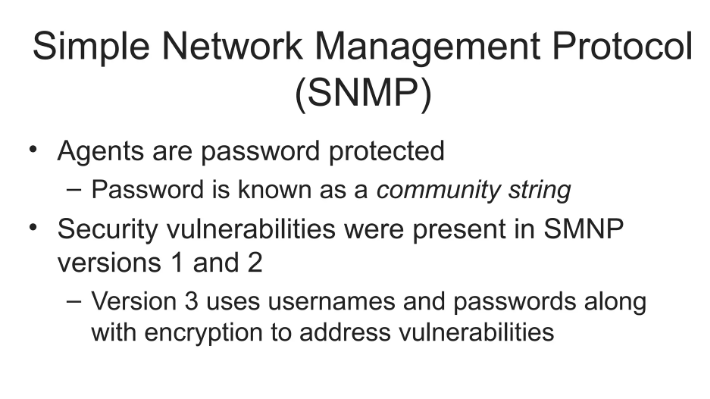 Simple Network Management Protocol
(SNMP)
• Agents are password protected
– Password is known as a community string
• Security vulnerabilities were present in SMNP
versions 1 and 2
– Version 3 uses usernames and passwords along
with encryption to address vulnerabilities